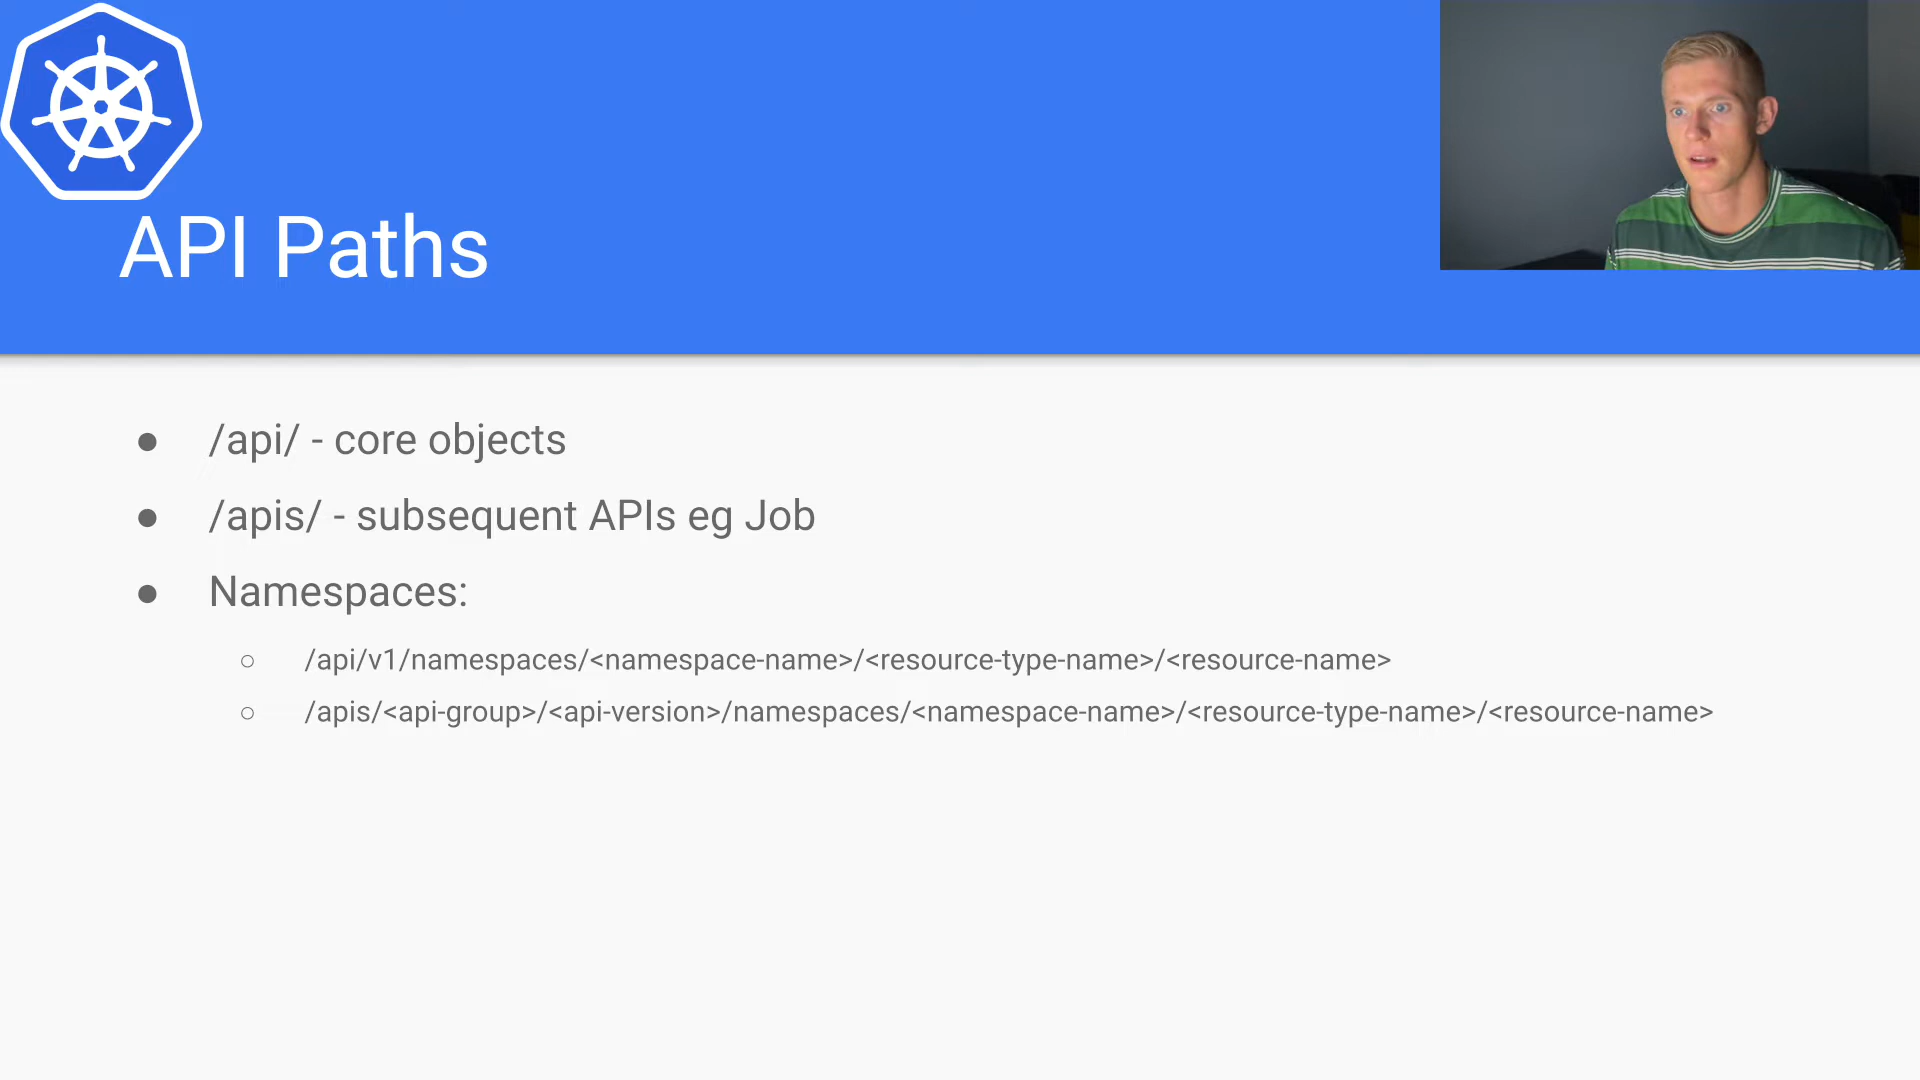 API Paths
/api/ - core objects
/apis/ - subsequent APIs eg Job
Namespaces:
/api/v1/namespaces/<namespace-name>/<resource-type-name>/<resource-name>
/apis/<api-group>/<api-version>/namespaces/<namespace-name>/<resource-type-name>/<resource-name>